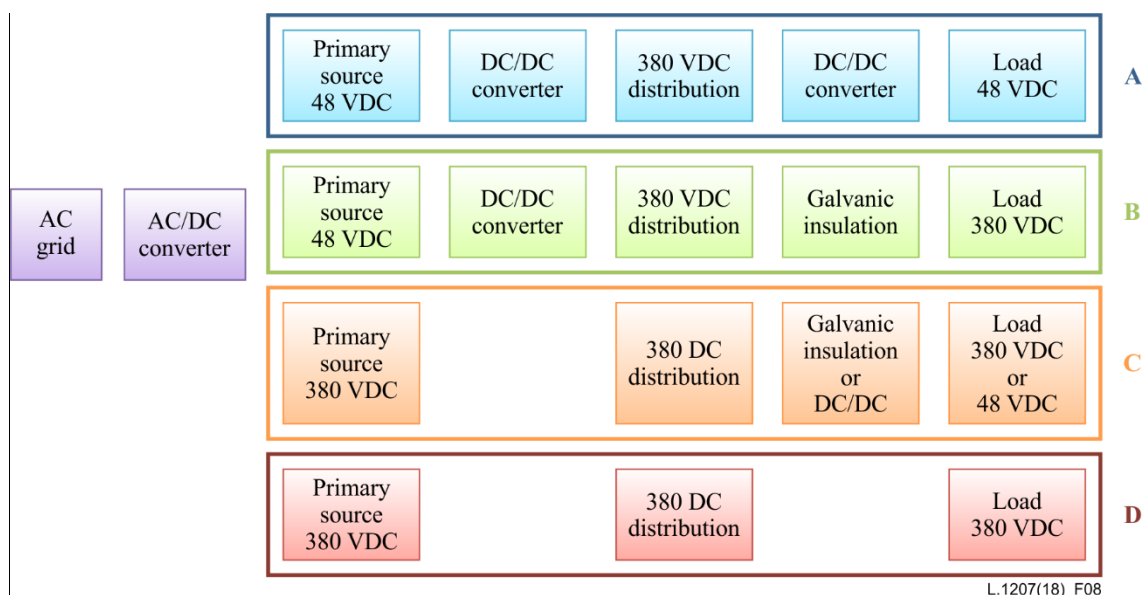 Primary
source
48 VDC
DC/DC
converter
380 VDC
distribution
DC/DC
converter
Load
48 VDC
A
AC
grid
AC/DC
converter
Primary
source
48 VDC
DC/DC
converter
380 VDC
distribution
Galvanic
insulation
Load
380 VDC
B
Primary
source
380 VDC
380 DC
distribution
Galvanic
insulation
or
DC/DC
Load
380 VDC
or
48 VDC
C
Primary
source
380 VDC
380 DC
distribution
Load
380 VDC
D
L.1207(18)_F08